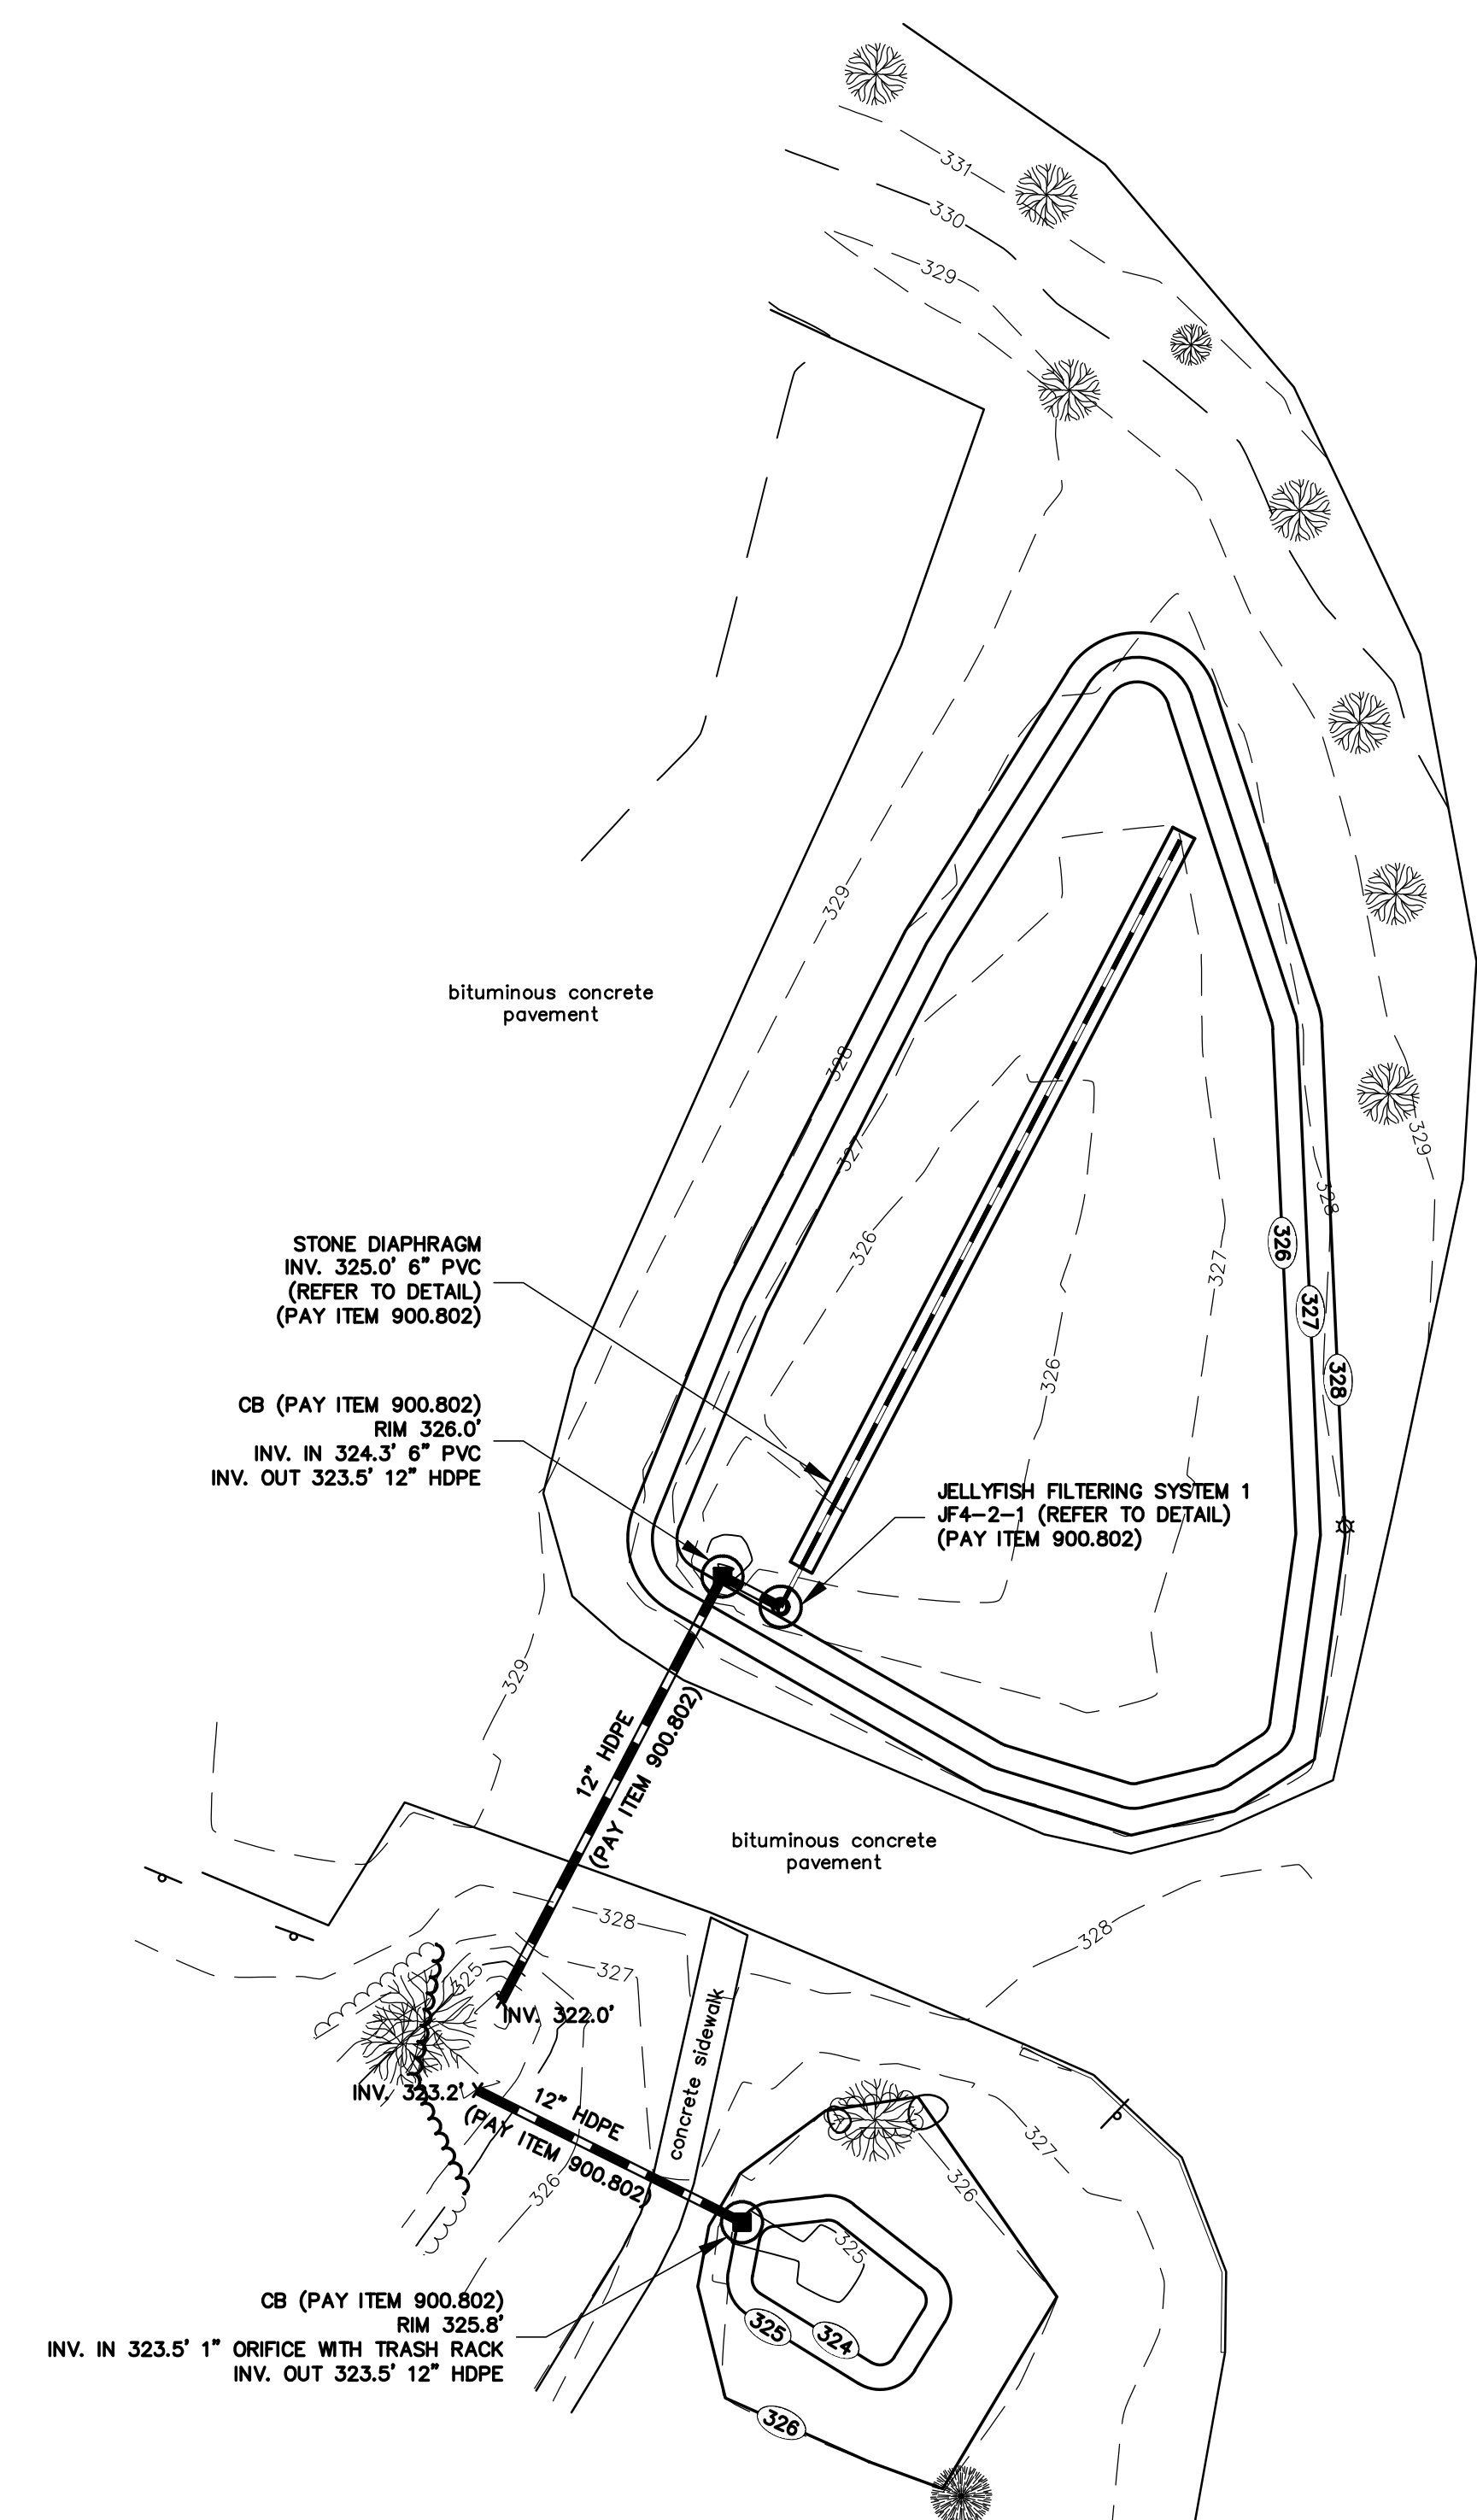 331
330
329
329
bituminous concrete
pavement
328
327
326
327
326
329
328
326
327
328
STONE DIAPHRAGM
INV. 325.0' 6" PVC
(REFER TO DETAIL)
(PAY ITEM 900.802)
CB (PAY ITEM 900.802)
RIM 326.0'
INV. IN 324.3' 6" PVC
INV. OUT 323.5' 12" HDPE
JELLYFISH FILTERING SYSTEM 1
JF4-2-1 (REFER TO DETAIL)
(PAY ITEM 900.802)
329
12" HDPE
(PAY ITEM 900.802)
bituminous concrete
pavement
328
328
327
325
INV. 322.0'
concrete sidewalk
INV. 323.2'
12" HDPE
(PAY ITEM 900.802)
327
326
326
325
325
324
CB (PAY ITEM 900.802)
RIM 325.8'
INV. IN 323.5' 1" ORIFICE WITH TRASH RACK
INV. OUT 323.5' 12" HDPE
326